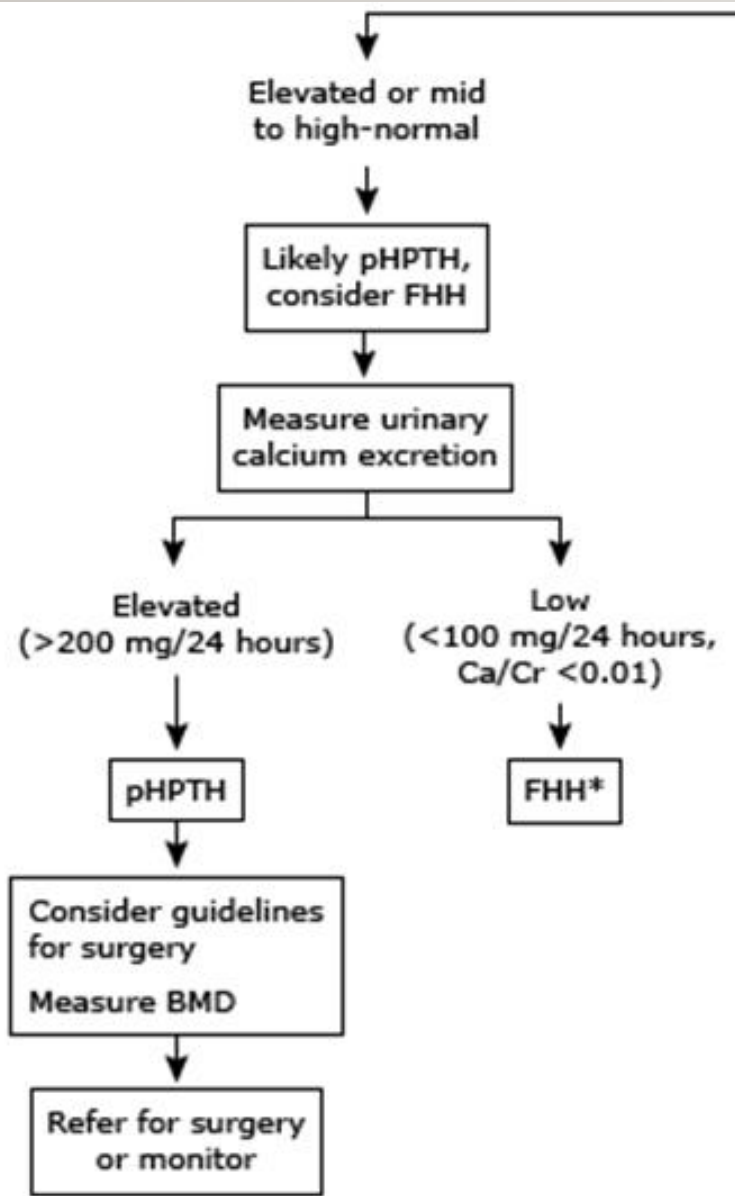 Elevated or mid
to high-normal
Likely pHPTH,
consider FHH
Measure urinary
calcium excretion
Elevated
(>200 mg/24 hours)
Low
(<100 mg/24 hours,
Ca/Cr <0.01)
pHPTH
FHH*
Consider guidelines
for surgery
Measure BMD
Refer for surgery
or monitor